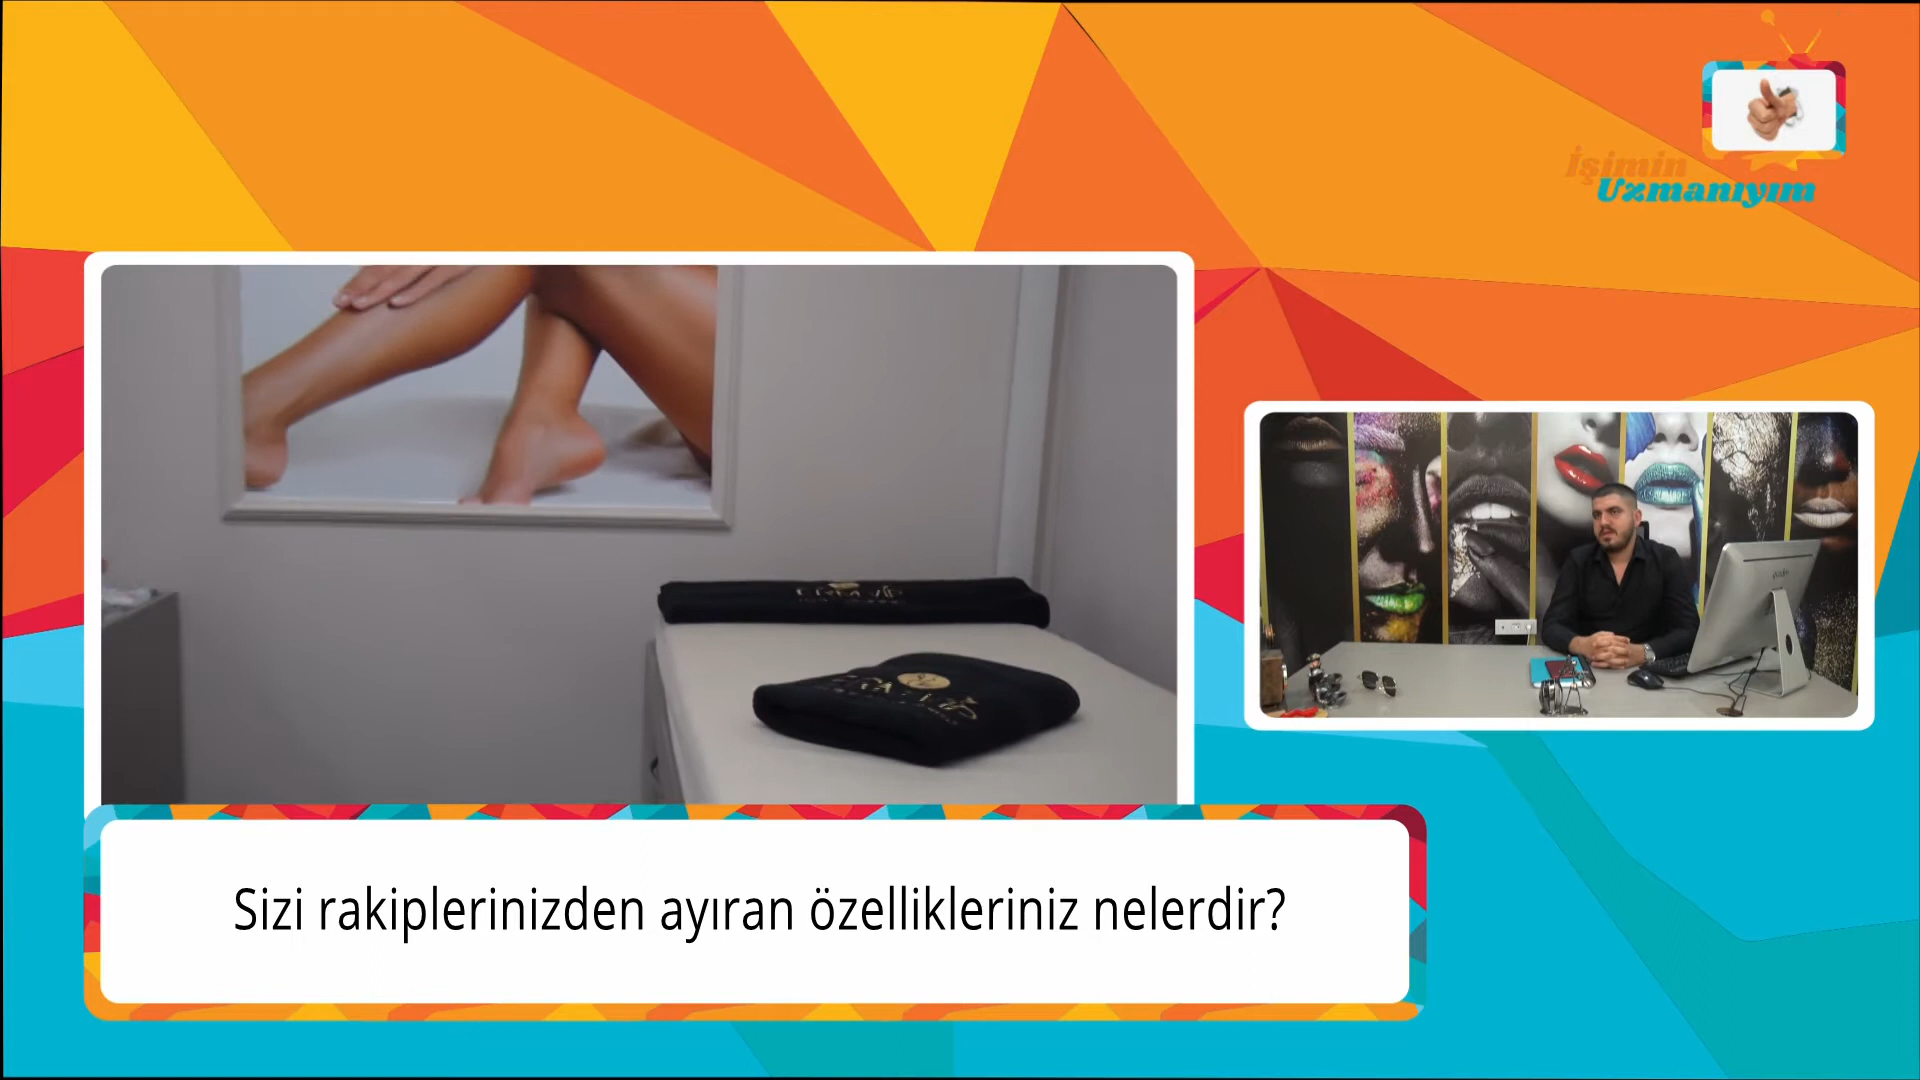 İşimin
Uzmanıyım
Sizi rakiplerinizden ayıran özellikleriniz nelerdir?